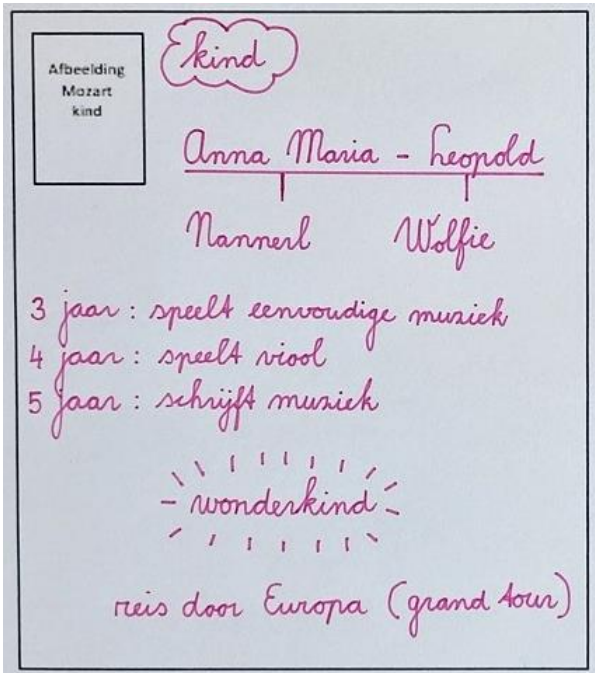 Afbeelding
Mozart
kind
kind
Anna Maria - Leopold
Nannerl Wolfie
3 jaar : speelt eenvoudige muziek
4 jaar : speelt viool
5 jaar : schrijft muziek
- wonderkind -
reis door Europa (grand tour)